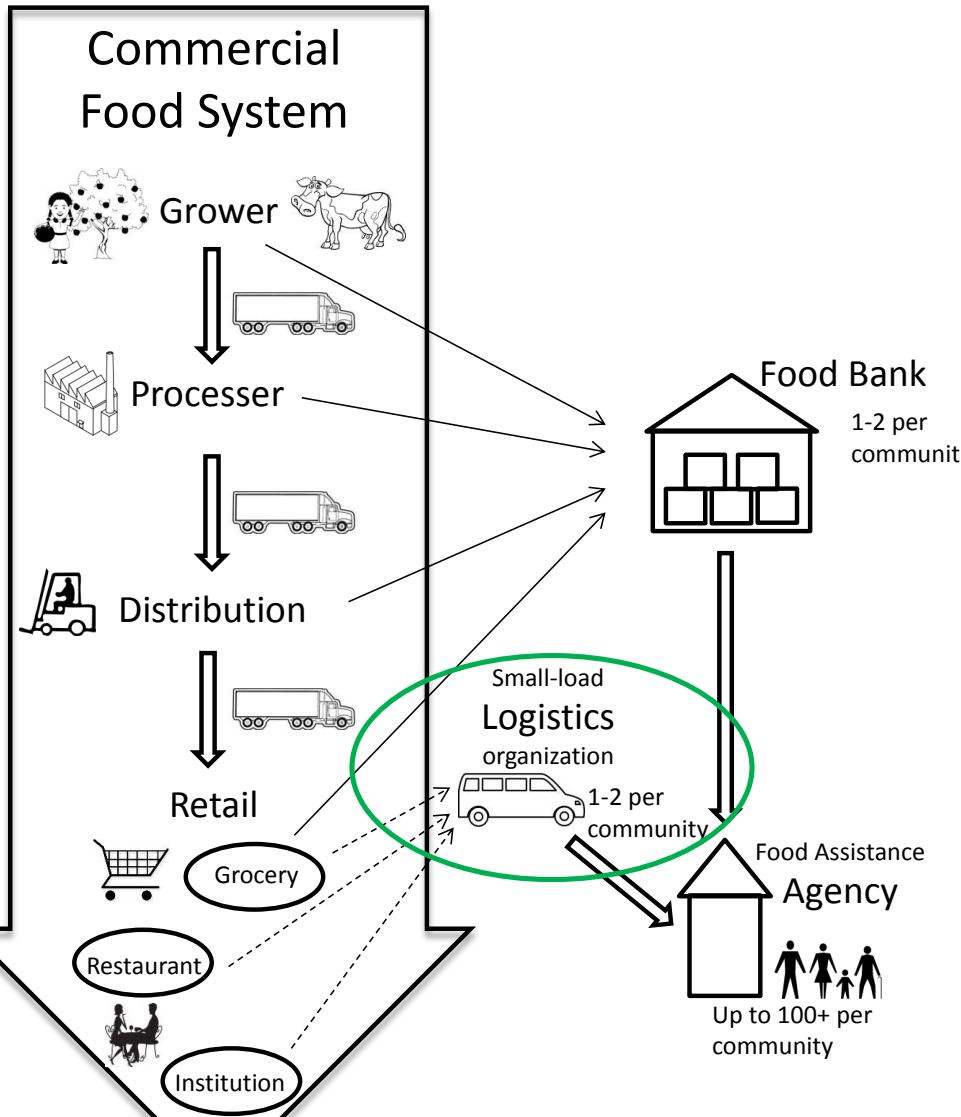 Commercial
Food System
Grower
Processer
Food Bank
1-2 per
communit
Distribution
Small-load
Logistics
organization
1-2 per
community
Retail
Grocery
Food Assistance
Agency
Restaurant
Up to 100+ per
community
Institution